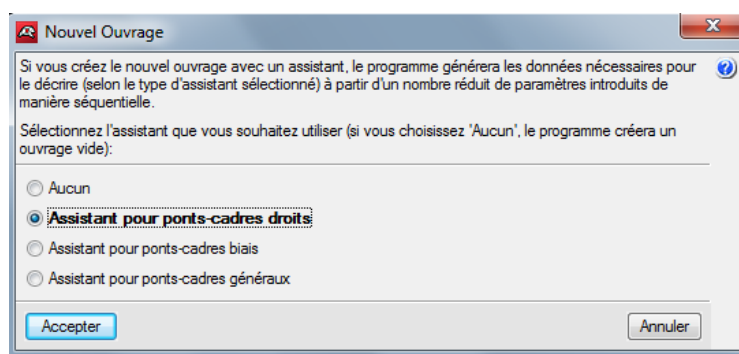 Nouvel Ouvrage
Si vous créez le nouvel ouvrage avec un assistant, le programme générera les données nécessaires pour
le décrire (selon le type d'assistant sélectionné) à partir d'un nombre réduit de paramètres introduits de
manière séquentielle.
Sélectionnez l'assistant que vous souhaitez utiliser (si vous choisissez 'Aucun', le programme créera un
ouvrage vide):
Aucun
Assistant pour ponts-cadres droits
Assistant pour ponts-cadres biais
Assistant pour ponts-cadres généraux
Accepter
Annuler